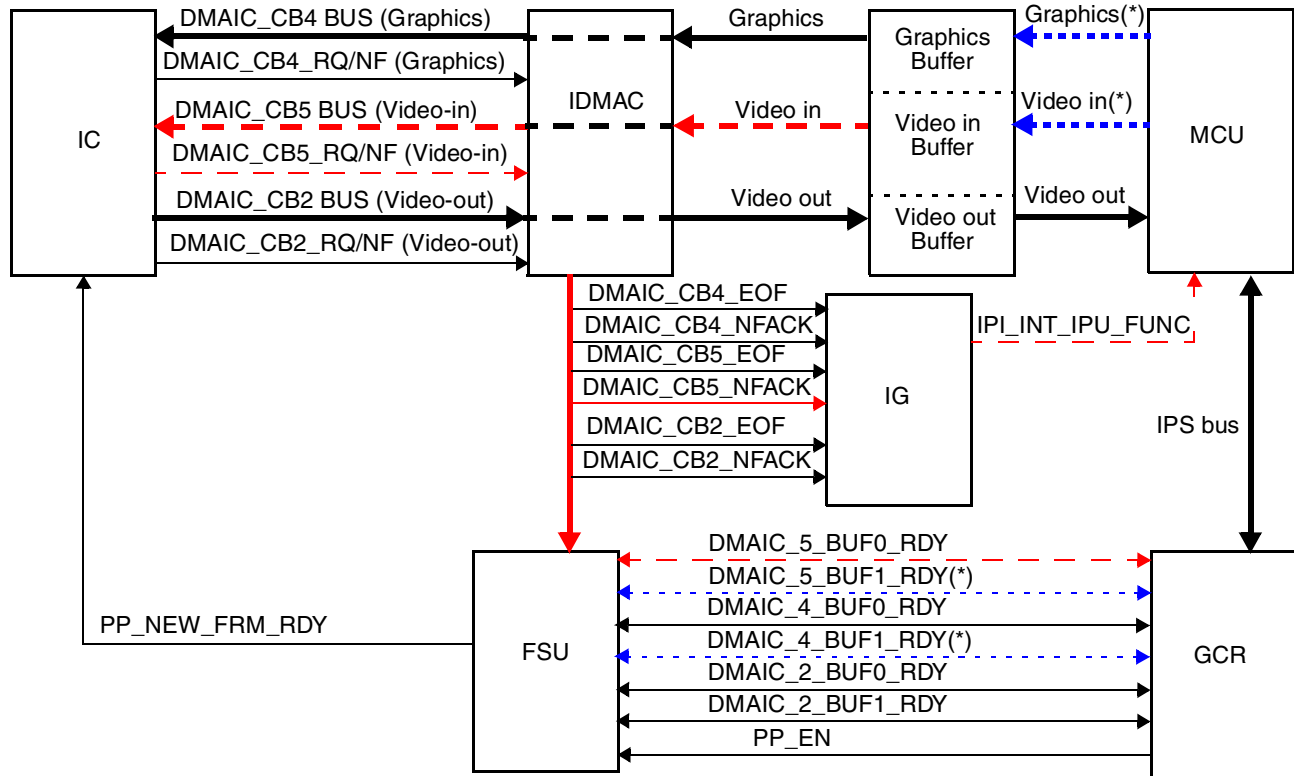 DMAIC_CB4 BUS (Graphics)
Graphics
Graphics(*)
DMAIC_CB4_RQ/NF (Graphics)
Graphics
Buffer
IC
DMAIC_CB5 BUS (Video-in)
IDMAC
Video in
Video in
Buffer
Video in(*)
MCU
DMAIC_CB5_RQ/NF (Video-in)
DMAIC_CB2 BUS (Video-out)
Video out
Video out
Buffer
Video out
DMAIC_CB2_RQ/NF (Video-out)
DMAIC_CB4_EOF
DMAIC_CB4_NFACK
DMAIC_CB5_EOF
DMAIC_CB5_NFACK
DMAIC_CB2_EOF
DMAIC_CB2_NFACK
IG
IPI_INT_IPU_FUNC
IPS bus
PP_NEW_FRM_RDY
FSU
DMAIC_5_BUF0_RDY
DMAIC_5_BUF1_RDY(*)
DMAIC_4_BUF0_RDY
DMAIC_4_BUF1_RDY(*)
DMAIC_2_BUF0_RDY
DMAIC_2_BUF1_RDY
PP_EN
GCR